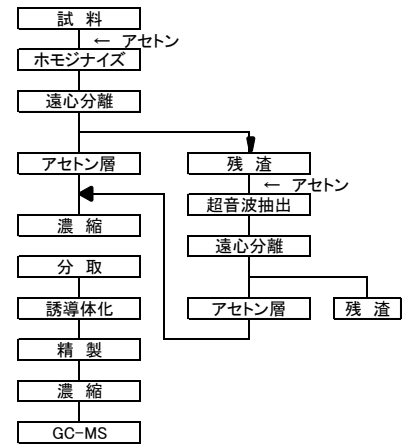 試 料
← アセトン
ホモジナイズ
遠心分離
アセトン層
残 渣
← アセトン
超音波抽出
濃 縮
遠心分離
分 取
誘導体化
アセトン層
残 渣
精 製
濃 縮
GC-MS